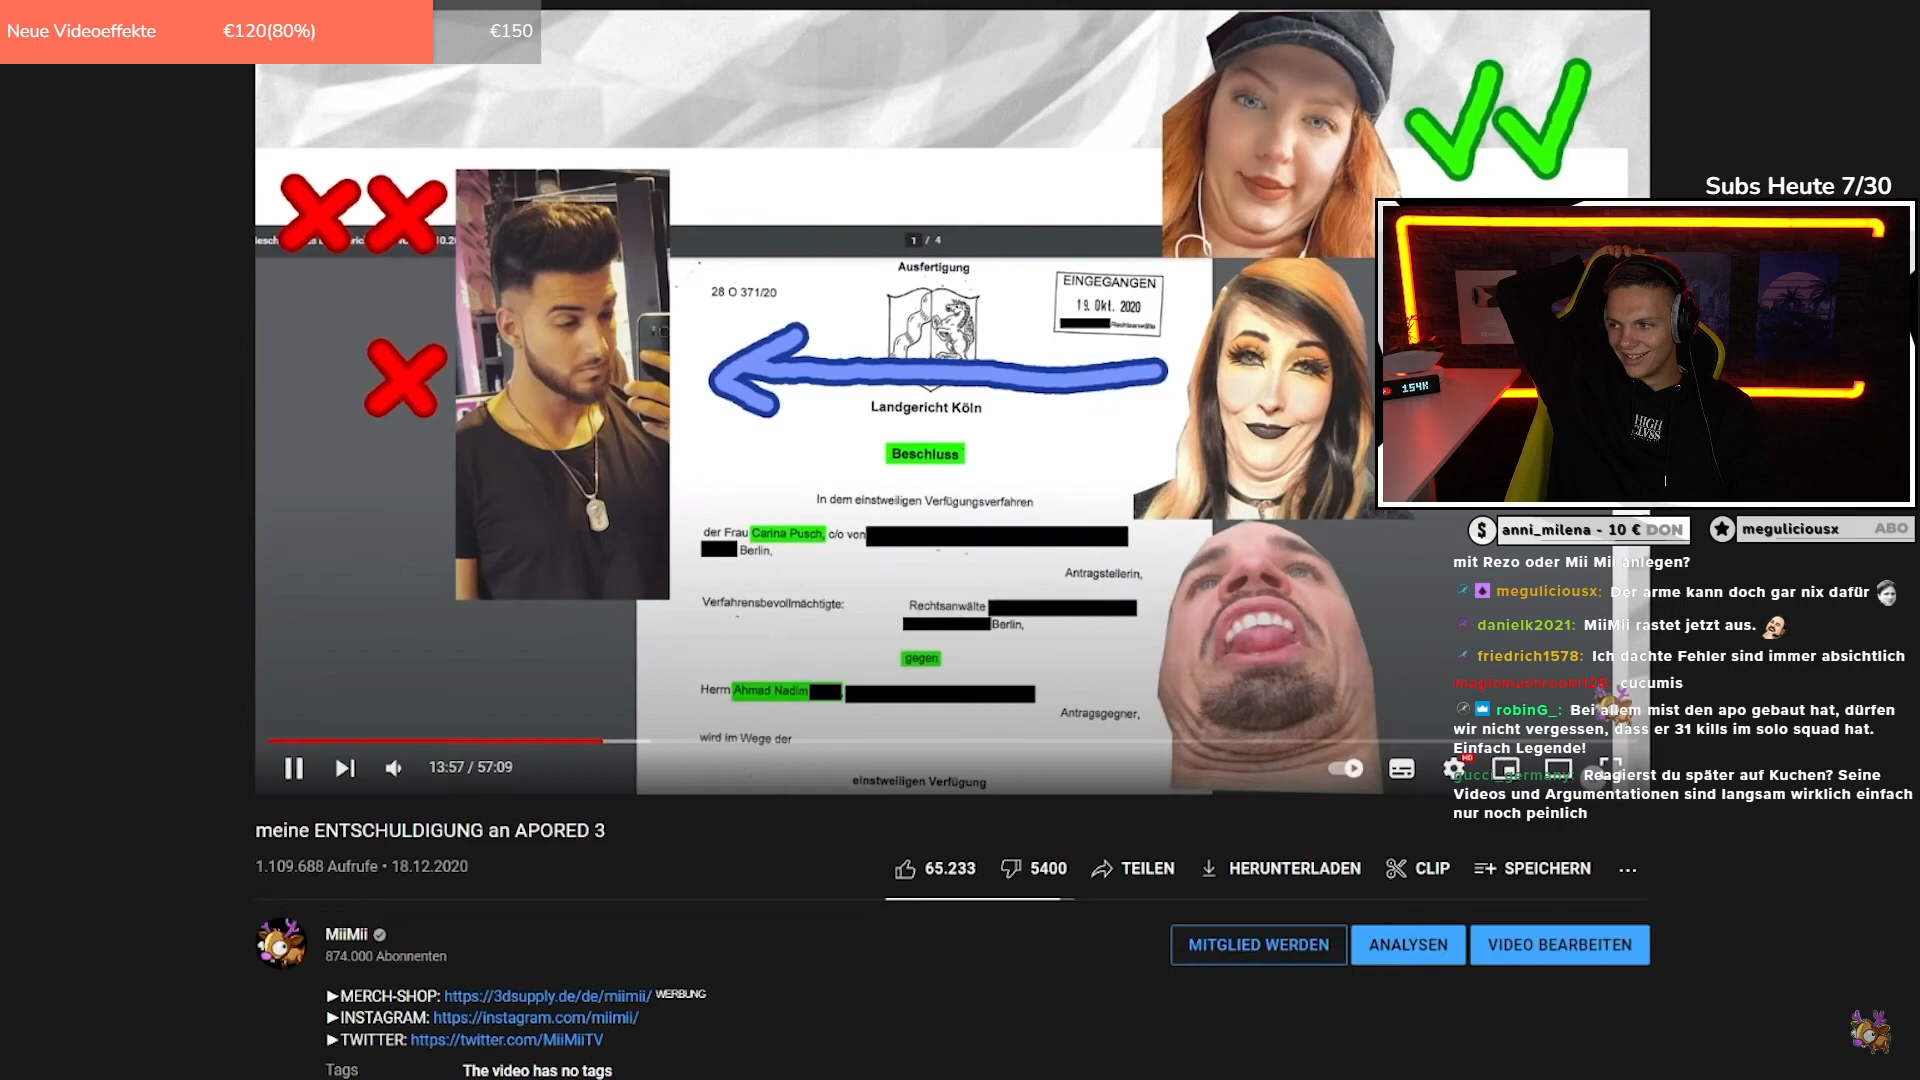 Neue Videoeffekte €120(80%) €150
Subs Heute 7/30
1 / 4
Ausfertigung
28 O 371/20
EINGEGANGEN
19. Okt. 2020
Rechtsanwälte
Landgericht Köln
Beschluss
In dem einstweiligen Verfügungsverfahren
der Frau Carina Pusch, c/o von
Berlin,
Antragstellerin,
Verfahrensbevollmächtigte: Rechtsanwälte
Berlin,
gegen
Herrn Ahmad Nadim
Antragsgegner,
wird im Wege der
einstweiligen Verfügung
154K
HIGH
CLVSS
13:57 / 57:09
HD
anni_milena - 10 € DON
meguliciousx ABO
mit Rezo oder Mii Mii anlegen?
meguliciousx: Der arme kann doch gar nix dafür
danielk2021: MiiMii rastet jetzt aus.
friedrich1578: Ich dachte Fehler sind immer absichtlich
magicmushroom125 cucumis
robinG_: Bei allem mist den apo gebaut hat, dürfen
wir nicht vergessen, dass er 31 kills im solo squad hat.
Einfach Legende!
gucci_germany: Reagierst du später auf Kuchen? Seine
Videos und Argumentationen sind langsam wirklich einfach
nur noch peinlich
meine ENTSCHULDIGUNG an APORED 3
1.109.688 Aufrufe • 18.12.2020
65.233 5400 TEILEN HERUNTERLADEN CLIP SPEICHERN ...
MiiMii
874.000 Abonnenten
MITGLIED WERDEN ANALYSEN VIDEO BEARBEITEN
►MERCH-SHOP: https://3dsupply.de/de/miimii/ WERBUNG
►INSTAGRAM: https://instagram.com/miimii/
►TWITTER: https://twitter.com/MiiMiiTV
Tags The video has no tags